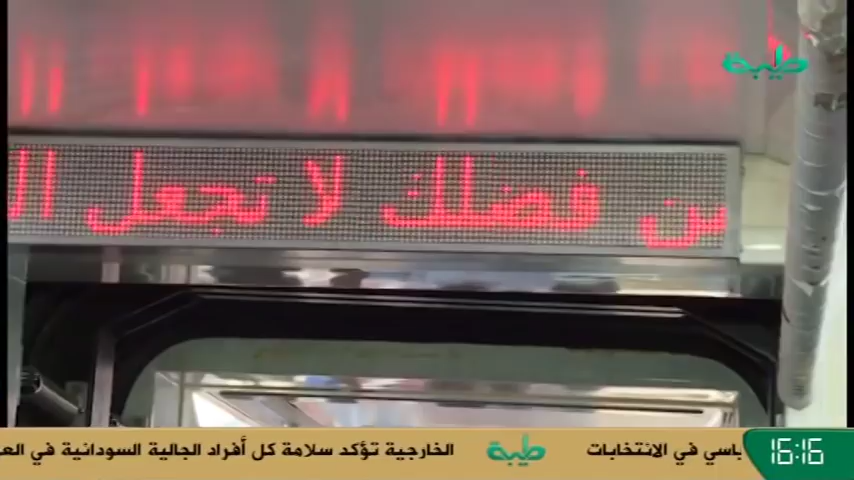 طيبة
من فضلك لا تجعل ال
باسي في الانتخابات
طيبة
الخارجية تؤكد سلامة كل أفراد الجالية السودانية في الع
16:16